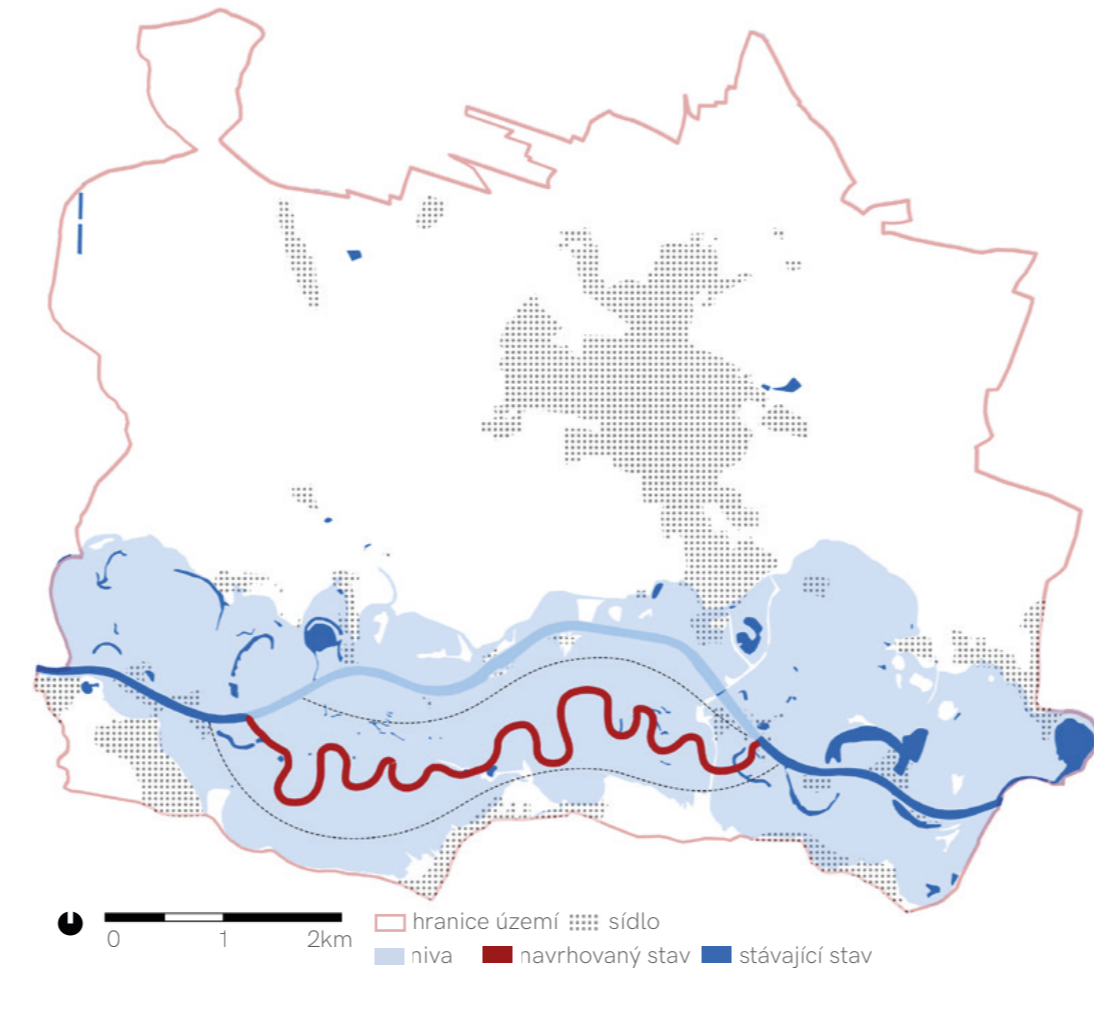 hranice území sídlo
0 1 2km
niva navrhovaný stav stávající stav